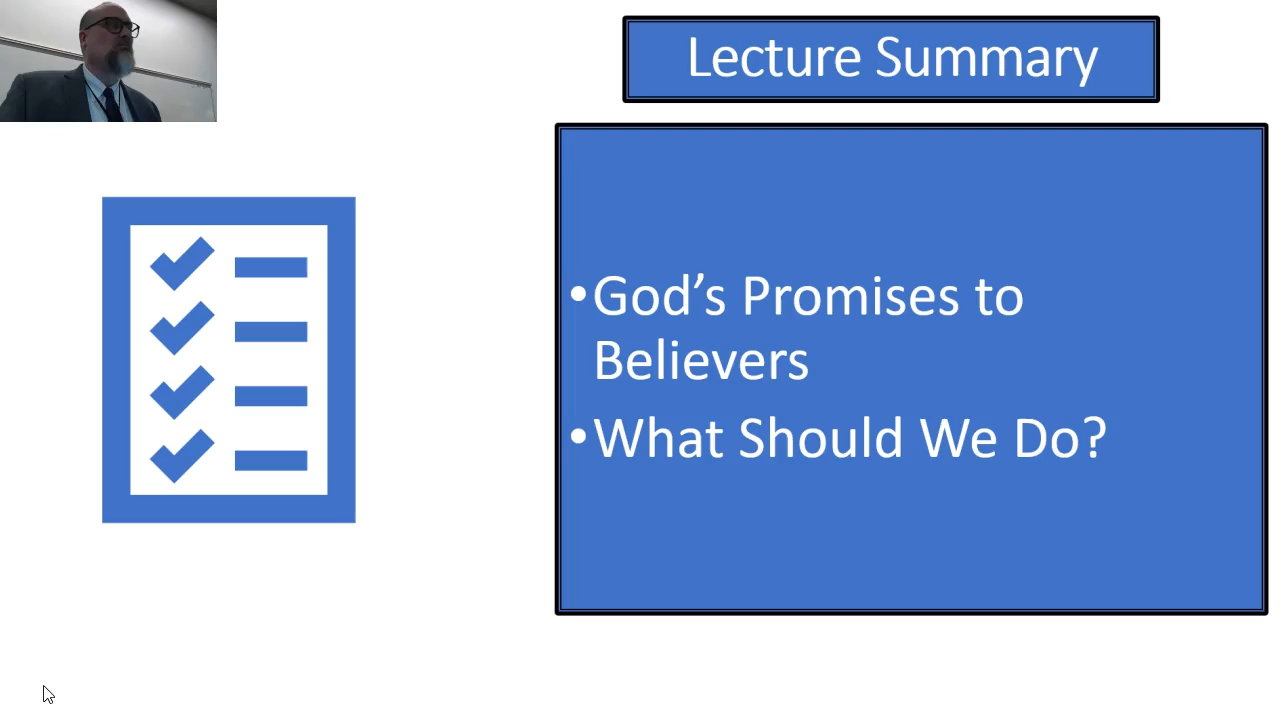 Lecture Summary
•God’s Promises to
Believers
•What Should We Do?